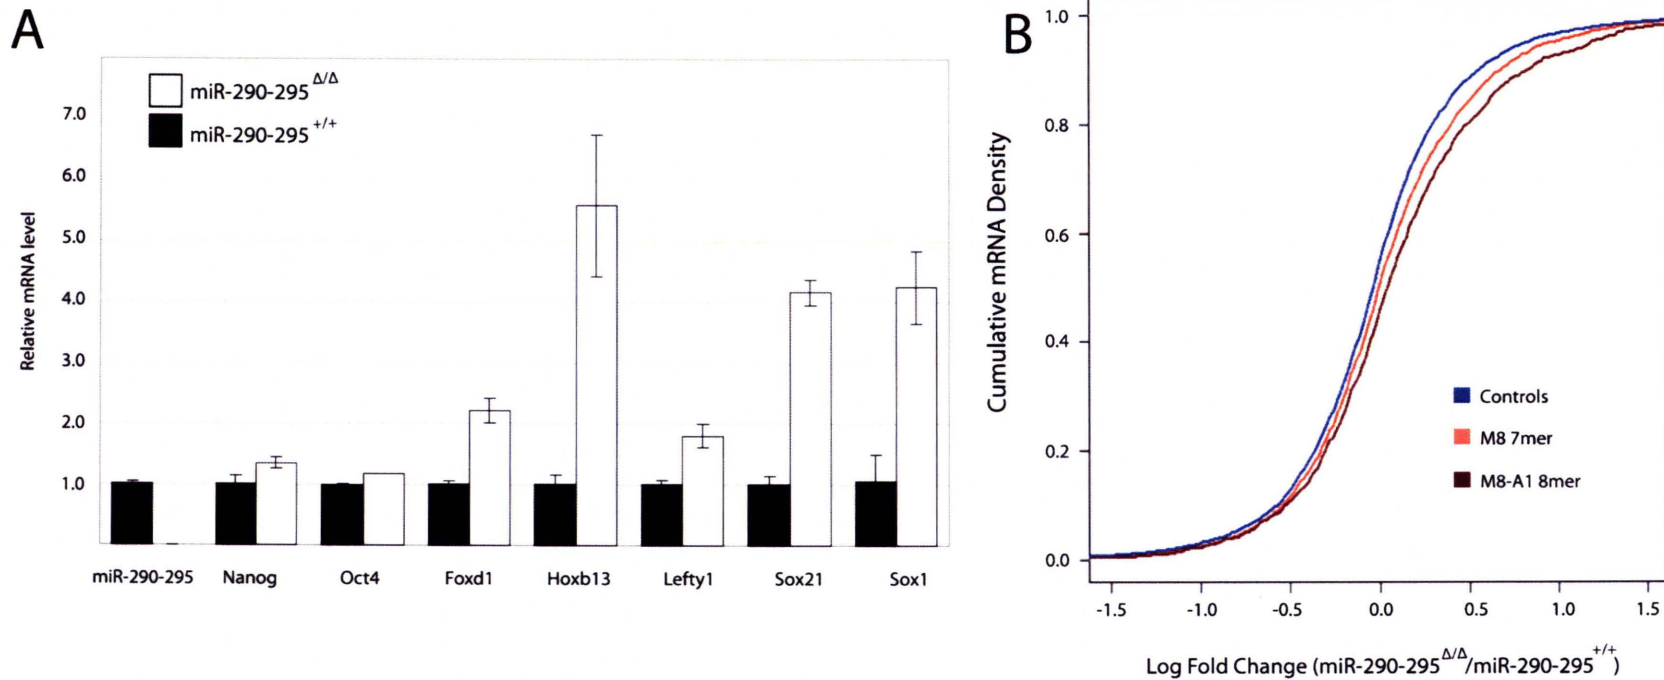 A
miR-290-295 Δ/Δ
miR-290-295 +/+
7.0
6.0
5.0
4.0
3.0
2.0
1.0
Relative mRNA level
miR-290-295 Nanog Oct4 Foxd1 Hoxb13 Lefty1 Sox21 Sox1
B
1.0
0.8
0.6
0.4
0.2
0.0
Cumulative mRNA Density
Controls
M8 7mer
M8-A1 8mer
-1.5 -1.0 -0.5 0.0 0.5 1.0 1.5
Log Fold Change (miR-290-295 Δ/Δ/miR-290-295 +/+)